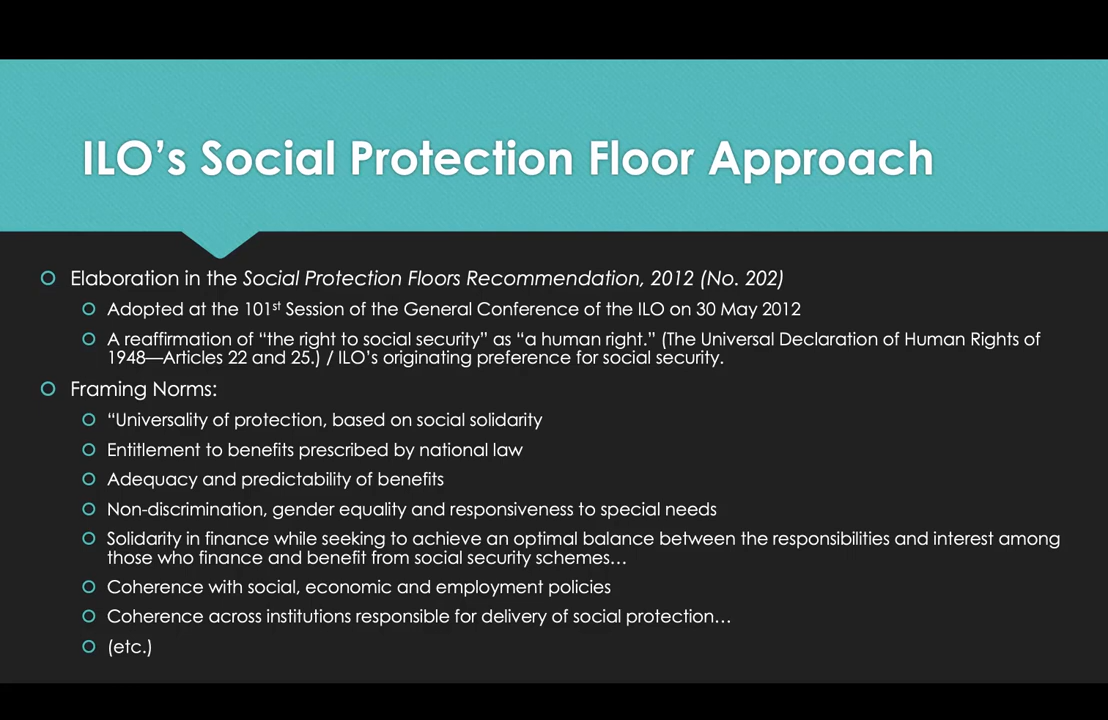 ILO’s Social Protection Floor Approach
Elaboration in the Social Protection Floors Recommendation, 2012 (No. 202)
Adopted at the 101st Session of the General Conference of the ILO on 30 May 2012
A reaffirmation of “the right to social security” as “a human right.” (The Universal Declaration of Human Rights of
1948—Articles 22 and 25.) / ILO’s originating preference for social security.
Framing Norms:
“Universality of protection, based on social solidarity
Entitlement to benefits prescribed by national law
Adequacy and predictability of benefits
Non-discrimination, gender equality and responsiveness to special needs
Solidarity in finance while seeking to achieve an optimal balance between the responsibilities and interest among
those who finance and benefit from social security schemes…
Coherence with social, economic and employment policies
Coherence across institutions responsible for delivery of social protection…
(etc.)